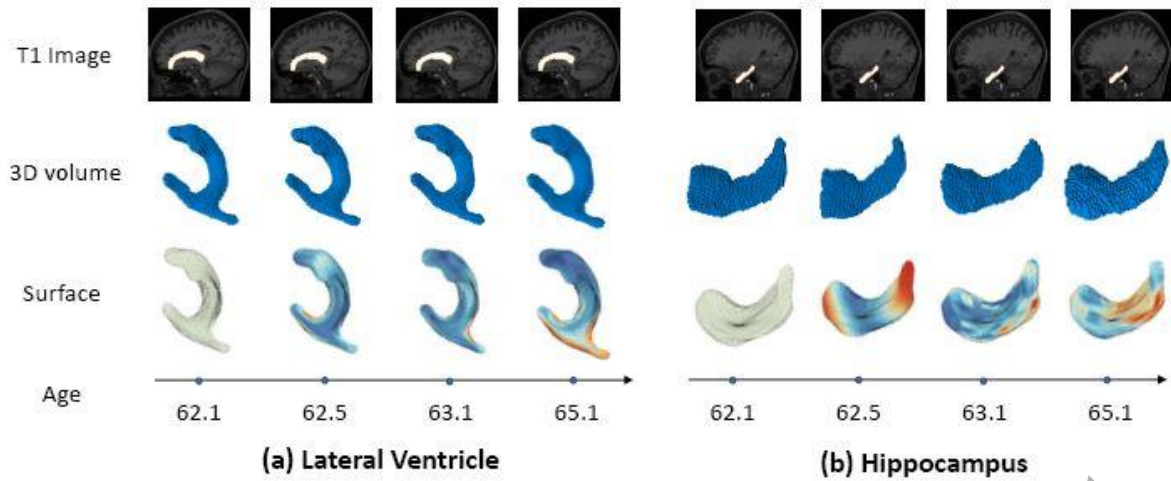 T1 Image
3D volume
Surface
Age
62.1 62.5 63.1 65.1
62.1 62.5 63.1 65.1
(a) Lateral Ventricle
(b) Hippocampus